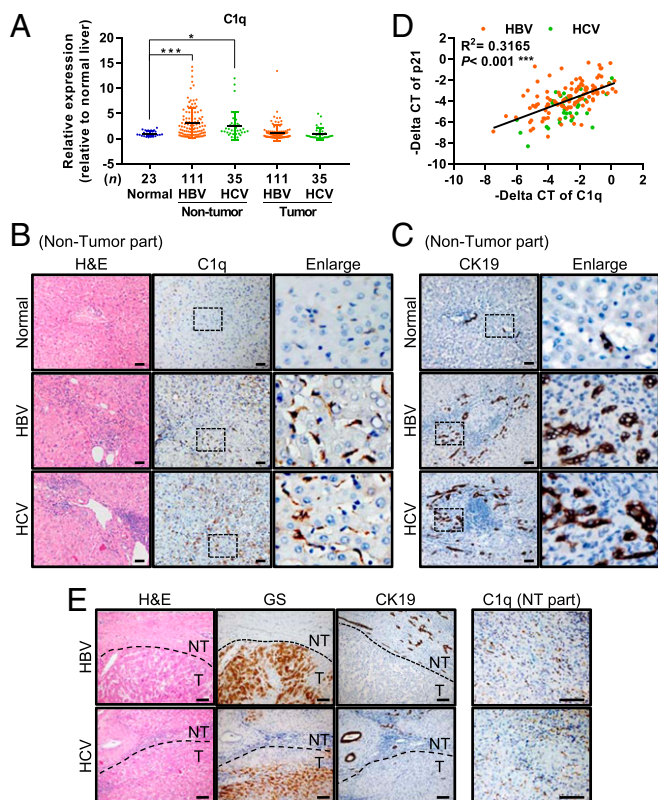 A
C1q
Relative expression
(relative to normal liver)
20
15
10
5
0
-5
*
***
(n)
23
111
35
111
35
Normal
HBV
HCV
HBV
HCV
Non-tumor
Tumor
D
HBV
HCV
R2= 0.3165
P< 0.001 ***
-Delta CT of p21
0
-2
-4
-6
-8
-10
-10
-8
-6
-4
-2
0
2
-Delta CT of C1q
B
(Non-Tumor part)
H&E
C1q
Enlarge
Normal
HBV
HCV
C
(Non-Tumor part)
CK19
Enlarge
Normal
HBV
HCV
E
H&E
GS
CK19
C1q (NT part)
HBV
NT
T
NT
T
NT
T
HCV
NT
T
NT
T
NT
T